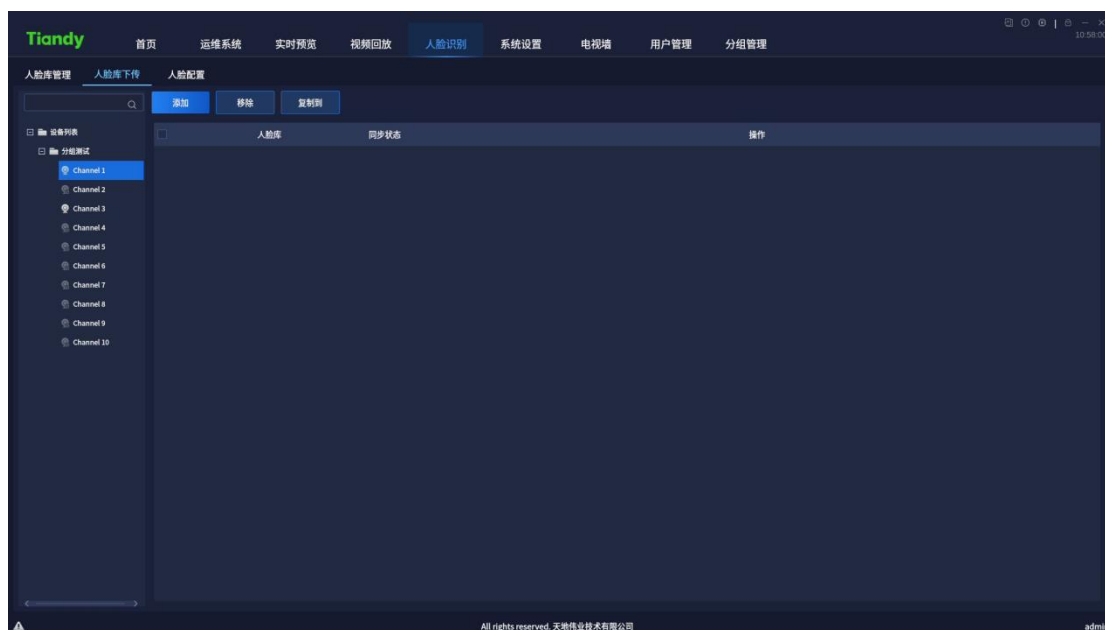 Tiandy 首页 运维系统 实时预览 视频回放 人脸识别 系统设置 电视墙 用户管理 分组管理
10:58:00
人脸库管理 人脸库下传 人脸配置
添加 移除 复制到
设备列表
人脸库 同步状态 操作
分组测试
Channel 1
Channel 2
Channel 3
Channel 4
Channel 5
Channel 6
Channel 7
Channel 8
Channel 9
Channel 10
All rights reserved. 天地伟业技术有限公司
admin